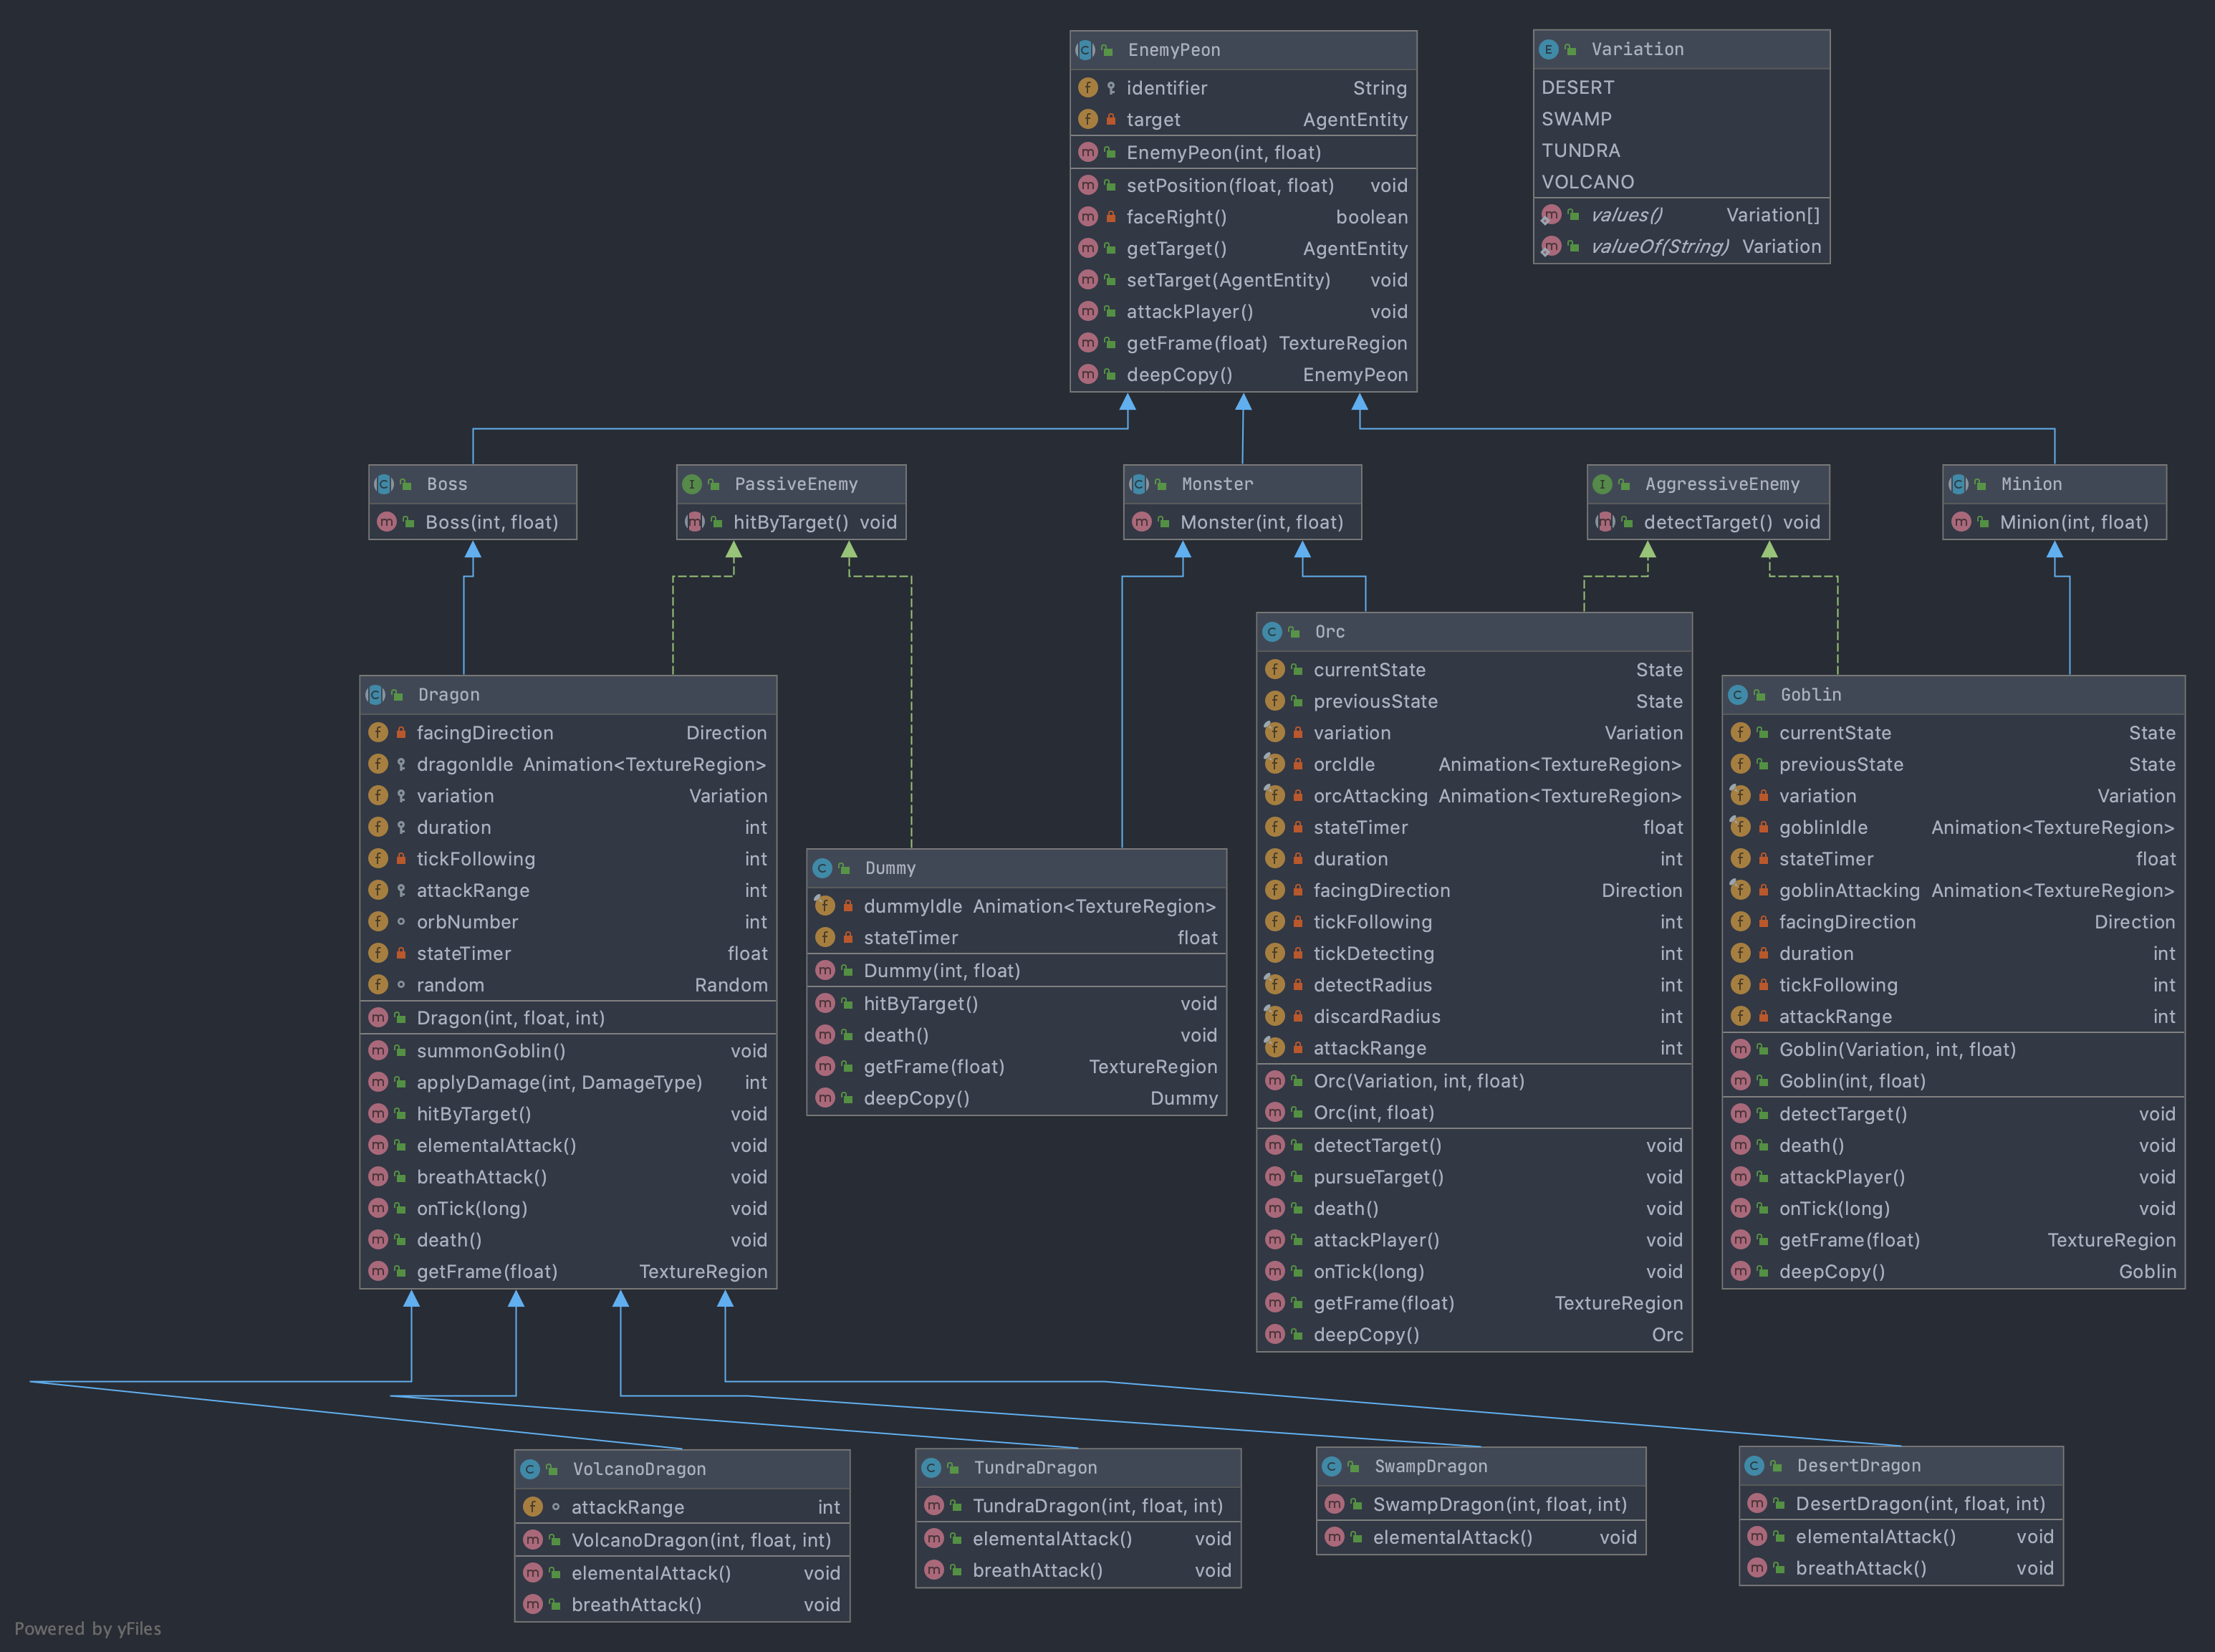 EnemyPeon
identifier String
target AgentEntity
EnemyPeon(int, float)
setPosition(float, float) void
faceRight() boolean
getTarget() AgentEntity
setTarget(AgentEntity) void
attackPlayer() void
getFrame(float) TextureRegion
deepCopy() EnemyPeon
Variation
DESERT
SWAMP
TUNDRA
VOLCANO
values() Variation[]
valueOf(String) Variation
Boss
Boss(int, float)
PassiveEnemy
hitByTarget() void
Monster
Monster(int, float)
AggressiveEnemy
detectTarget() void
Minion
Minion(int, float)
Dragon
facingDirection Direction
dragonIdle Animation<TextureRegion>
variation Variation
duration int
tickFollowing int
attackRange int
orbNumber int
stateTimer float
random Random
Dragon(int, float, int)
summonGoblin() void
applyDamage(int, DamageType) int
hitByTarget() void
elementalAttack() void
breathAttack() void
onTick(long) void
death() void
getFrame(float) TextureRegion
Dummy
dummyIdle Animation<TextureRegion>
stateTimer float
Dummy(int, float)
hitByTarget() void
death() void
getFrame(float) TextureRegion
deepCopy() Dummy
Orc
currentState State
previousState State
variation Variation
orcIdle Animation<TextureRegion>
orcAttacking Animation<TextureRegion>
stateTimer float
duration int
facingDirection Direction
tickFollowing int
tickDetecting int
detectRadius int
discardRadius int
attackRange int
Orc(Variation, int, float)
Orc(int, float)
detectTarget() void
pursueTarget() void
death() void
attackPlayer() void
onTick(long) void
getFrame(float) TextureRegion
deepCopy() Orc
Goblin
currentState State
previousState State
variation Variation
goblinIdle Animation<TextureRegion>
stateTimer float
goblinAttacking Animation<TextureRegion>
facingDirection Direction
duration int
tickFollowing int
attackRange int
Goblin(Variation, int, float)
Goblin(int, float)
detectTarget() void
death() void
attackPlayer() void
onTick(long) void
getFrame(float) TextureRegion
deepCopy() Goblin
VolcanoDragon
attackRange int
VolcanoDragon(int, float, int)
elementalAttack() void
breathAttack() void
TundraDragon
TundraDragon(int, float, int)
elementalAttack() void
breathAttack() void
SwampDragon
SwampDragon(int, float, int)
elementalAttack() void
DesertDragon
DesertDragon(int, float, int)
elementalAttack() void
breathAttack() void
Powered by yFiles